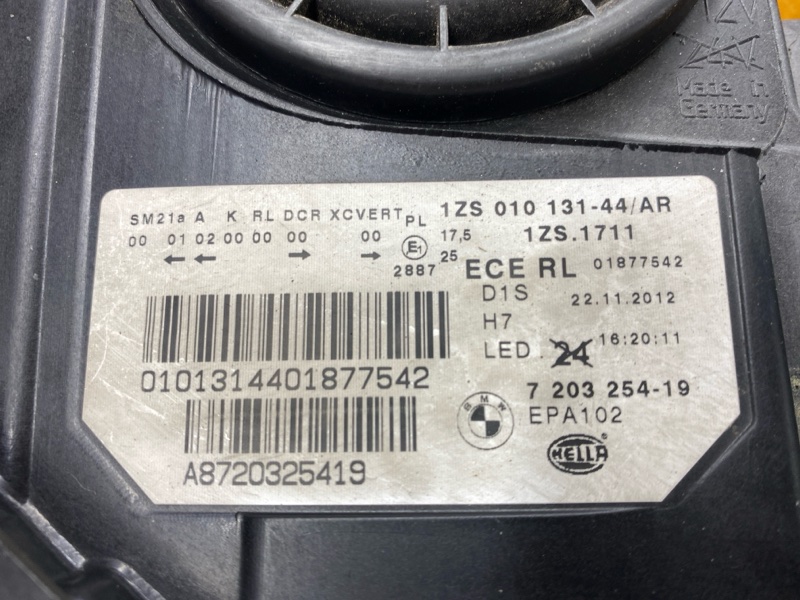 Made in
Germany
SM21a A K RL DCR XCVERT PL 1ZS 010 131-44/AR
00 01 02 00 00 00 00 E1 17,5 1ZS.1711
2887 25 ECE RL 01877542
D1S 22.11.2012
H7
LED 24 16:20:11
0101314401877542
7 203 254-19
BMW EPA102
A8720325419
HELLA